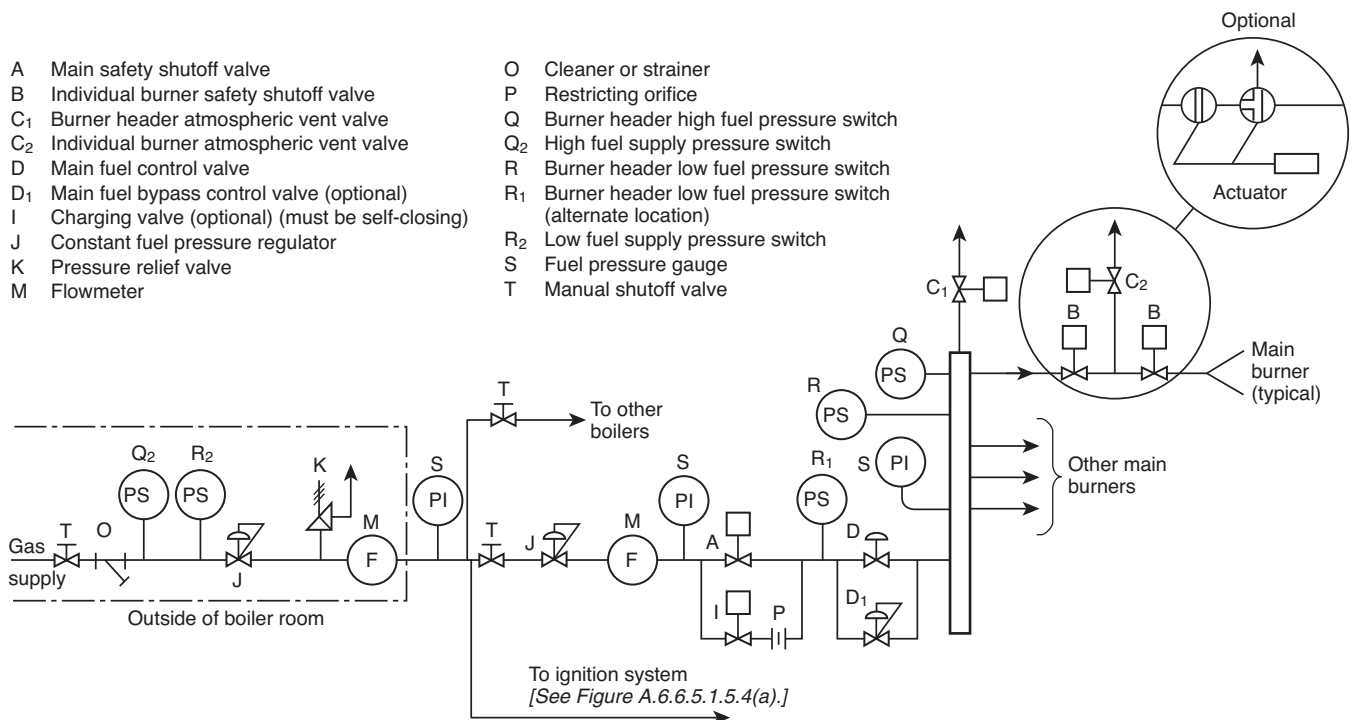 Optional
A Main safety shutoff valve
B Individual burner safety shutoff valve
C₁ Burner header atmospheric vent valve
C₂ Individual burner atmospheric vent valve
D Main fuel control valve
D₁ Main fuel bypass control valve (optional)
I Charging valve (optional) (must be self-closing)
J Constant fuel pressure regulator
K Pressure relief valve
M Flowmeter
O Cleaner or strainer
P Restricting orifice
Q Burner header high fuel pressure switch
Q₂ High fuel supply pressure switch
R Burner header low fuel pressure switch
R₁ Burner header low fuel pressure switch
(alternate location)
R₂ Low fuel supply pressure switch
S Fuel pressure gauge
T Manual shutoff valve
Actuator
C₁
C₂
B
B
Main
burner
(typical)
Q
PS
R
PS
T
To other
boilers
S
PI
Other main
burners
Q₂
PS
R₂
PS
K
M
F
S
PI
S
PI
R₁
PS
Gas
supply
T
O
J
T
J
M
F
A
D
I
P
D₁
Outside of boiler room
To ignition system
[See Figure A.6.6.5.1.5.4(a).]